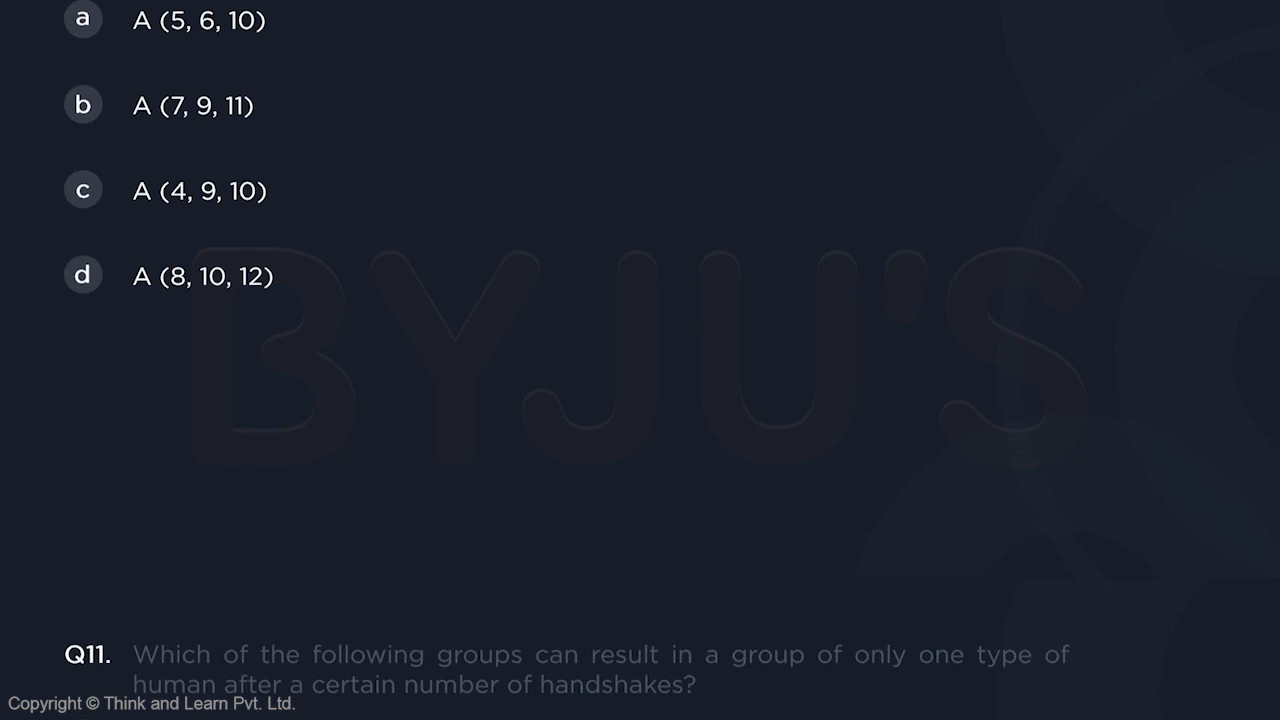 a A (5, 6, 10)
b A (7, 9, 11)
c A (4, 9, 10)
d A (8, 10, 12)
BYJU'S
Q11. Which of the following groups can result in a group of only one type of
human after a certain number of handshakes?
Copyright © Think and Learn Pvt. Ltd.